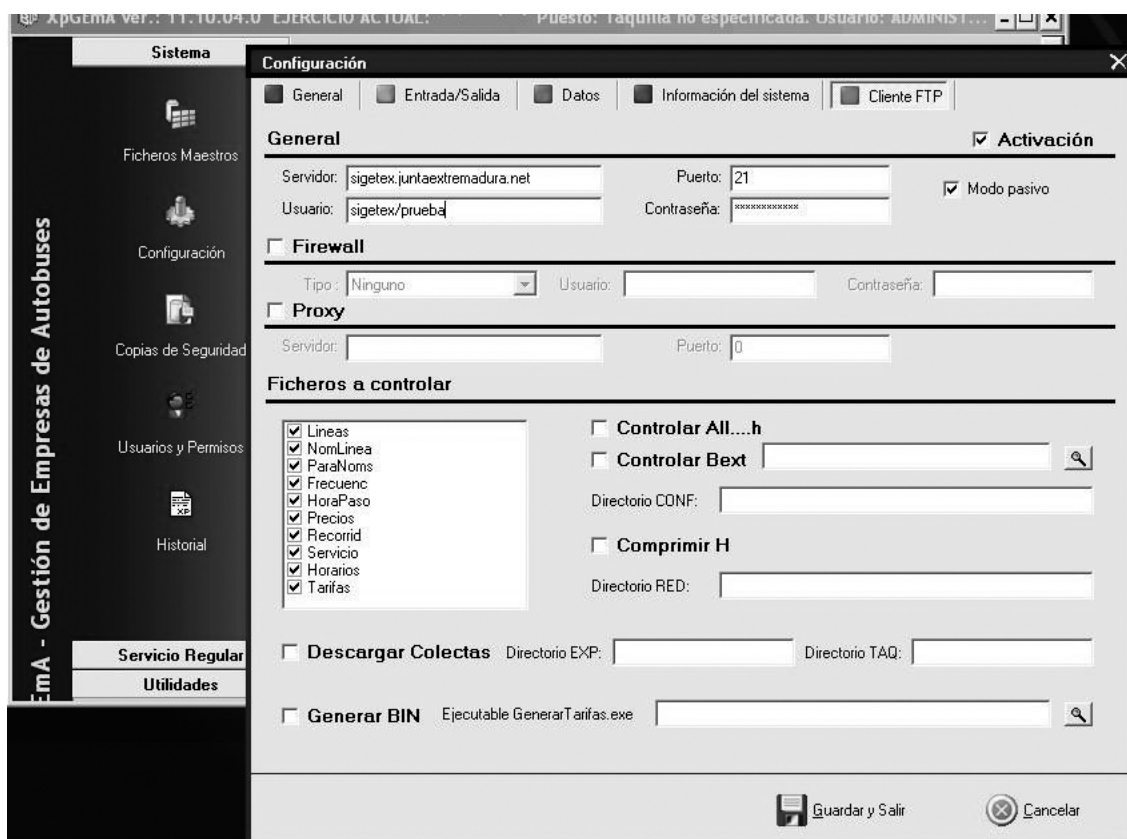 XpGEmA Ver.: 11.10.04.0 EJERCICIO ACTUAL: Puesto: Taquilla no especificada. Usuario: ADMINIST...
Sistema
Ficheros Maestros
Configuración
Copias de Seguridad
Usuarios y Permisos
XP
Historial
Servicio Regular
Utilidades
EmA - Gestión de Empresas de Autobuses
Configuración
General Entrada/Salida Datos Información del sistema Cliente FTP
General Activación
Servidor: sigetex.juntaextremadura.net Puerto: 21 Modo pasivo
Usuario: sigetex/prueba Contraseña: ************
Firewall
Tipo : Ninguno Usuario: Contraseña:
Proxy
Servidor: Puerto: 0
Ficheros a controlar
Lineas
NomLinea
ParaNoms
Frecuenc
HoraPaso
Precios
Recorrid
Servicio
Horarios
Tarifas
Controlar All....h
Controlar Bext
Directorio CONF:
Comprimir H
Directorio RED:
Descargar Colectas Directorio EXP: Directorio TAQ:
Generar BIN Ejecutable GenerarTarifas.exe
Guardar y Salir Cancelar